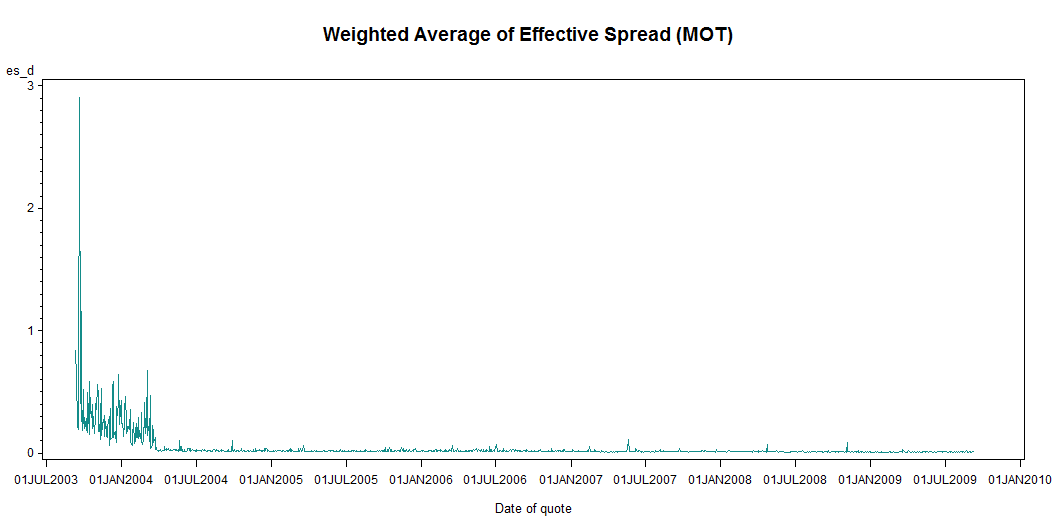 Weighted Average of Effective Spread (MOT)
es_d
3
2
1
0
01JUL2003 01JAN2004 01JUL2004 01JAN2005 01JUL2005 01JAN2006 01JUL2006 01JAN2007 01JUL2007 01JAN2008 01JUL2008 01JAN2009 01JUL2009 01JAN2010
Date of quote